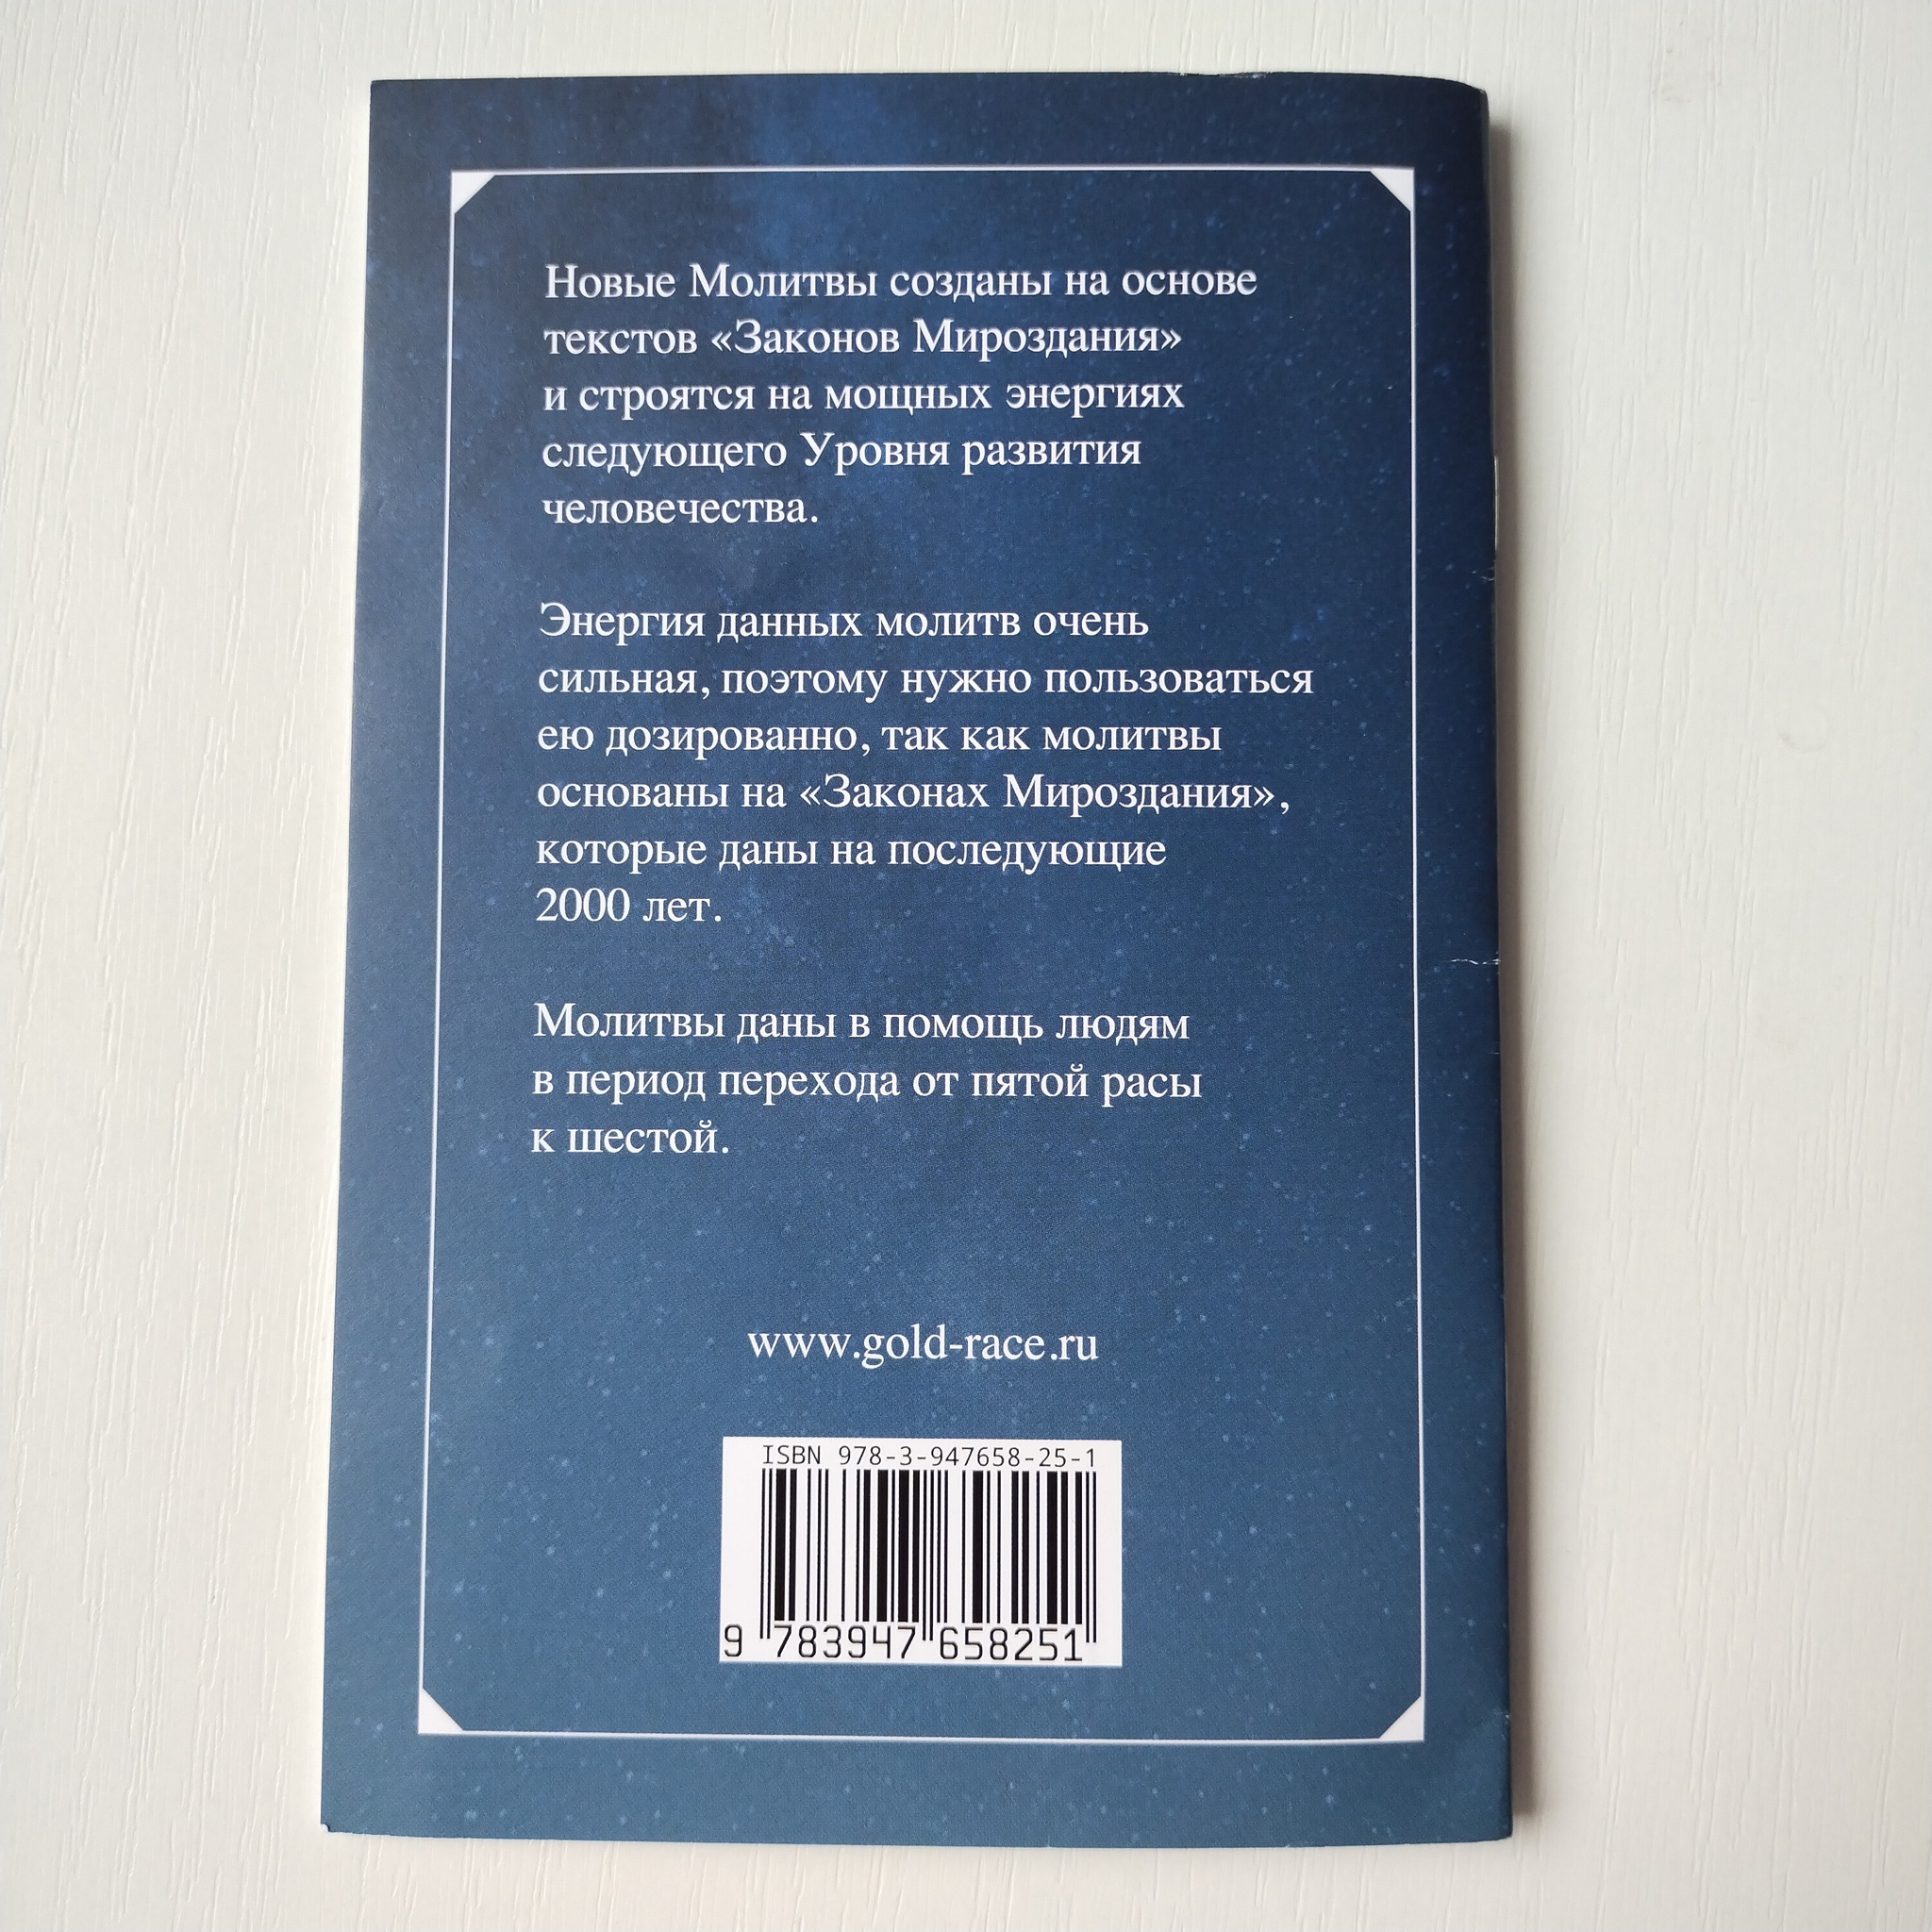 Новые Молитвы созданы на основе
текстов «Законов Мироздания»
и строятся на мощных энергиях
следующего Уровня развития
человечества.
Энергия данных молитв очень
сильная, поэтому нужно пользоваться
ею дозированно, так как молитвы
основаны на «Законах Мироздания»,
которые даны на последующие
2000 лет.
Молитвы даны в помощь людям
в период перехода от пятой расы
к шестой.
www.gold-race.ru
ISBN 978-3-947658-25-1
9 783947 658251